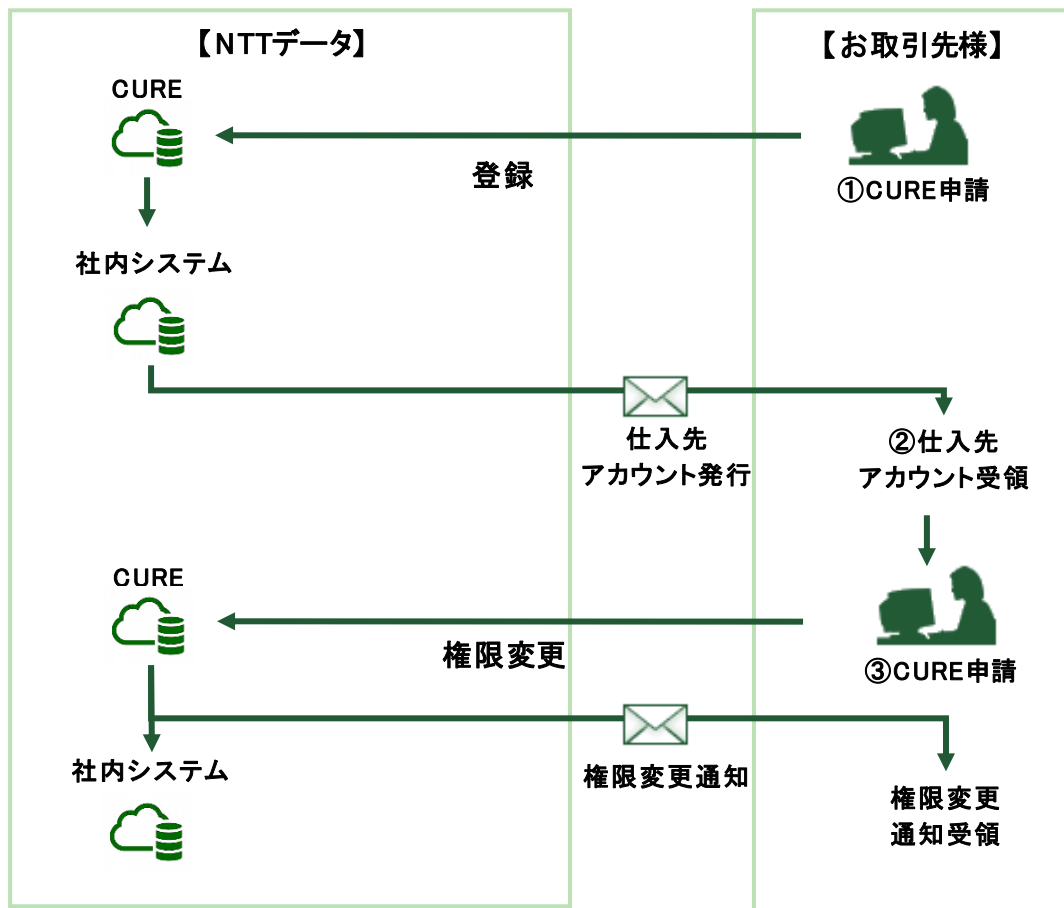 【NTTデータ】
【お取引先様】
CURE
登録
①CURE申請
社内システム
仕入先
アカウント発行
②仕入先
アカウント受領
CURE
権限変更
③CURE申請
社内システム
権限変更通知
権限変更
通知受領